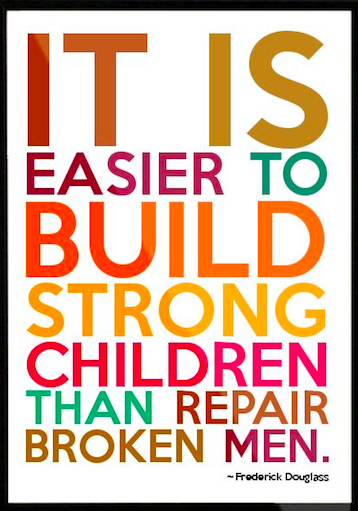 IT IS
EASIER TO
BUILD
STRONG
CHILDREN
THAN REPAIR
BROKEN MEN.
~Frederick Douglass